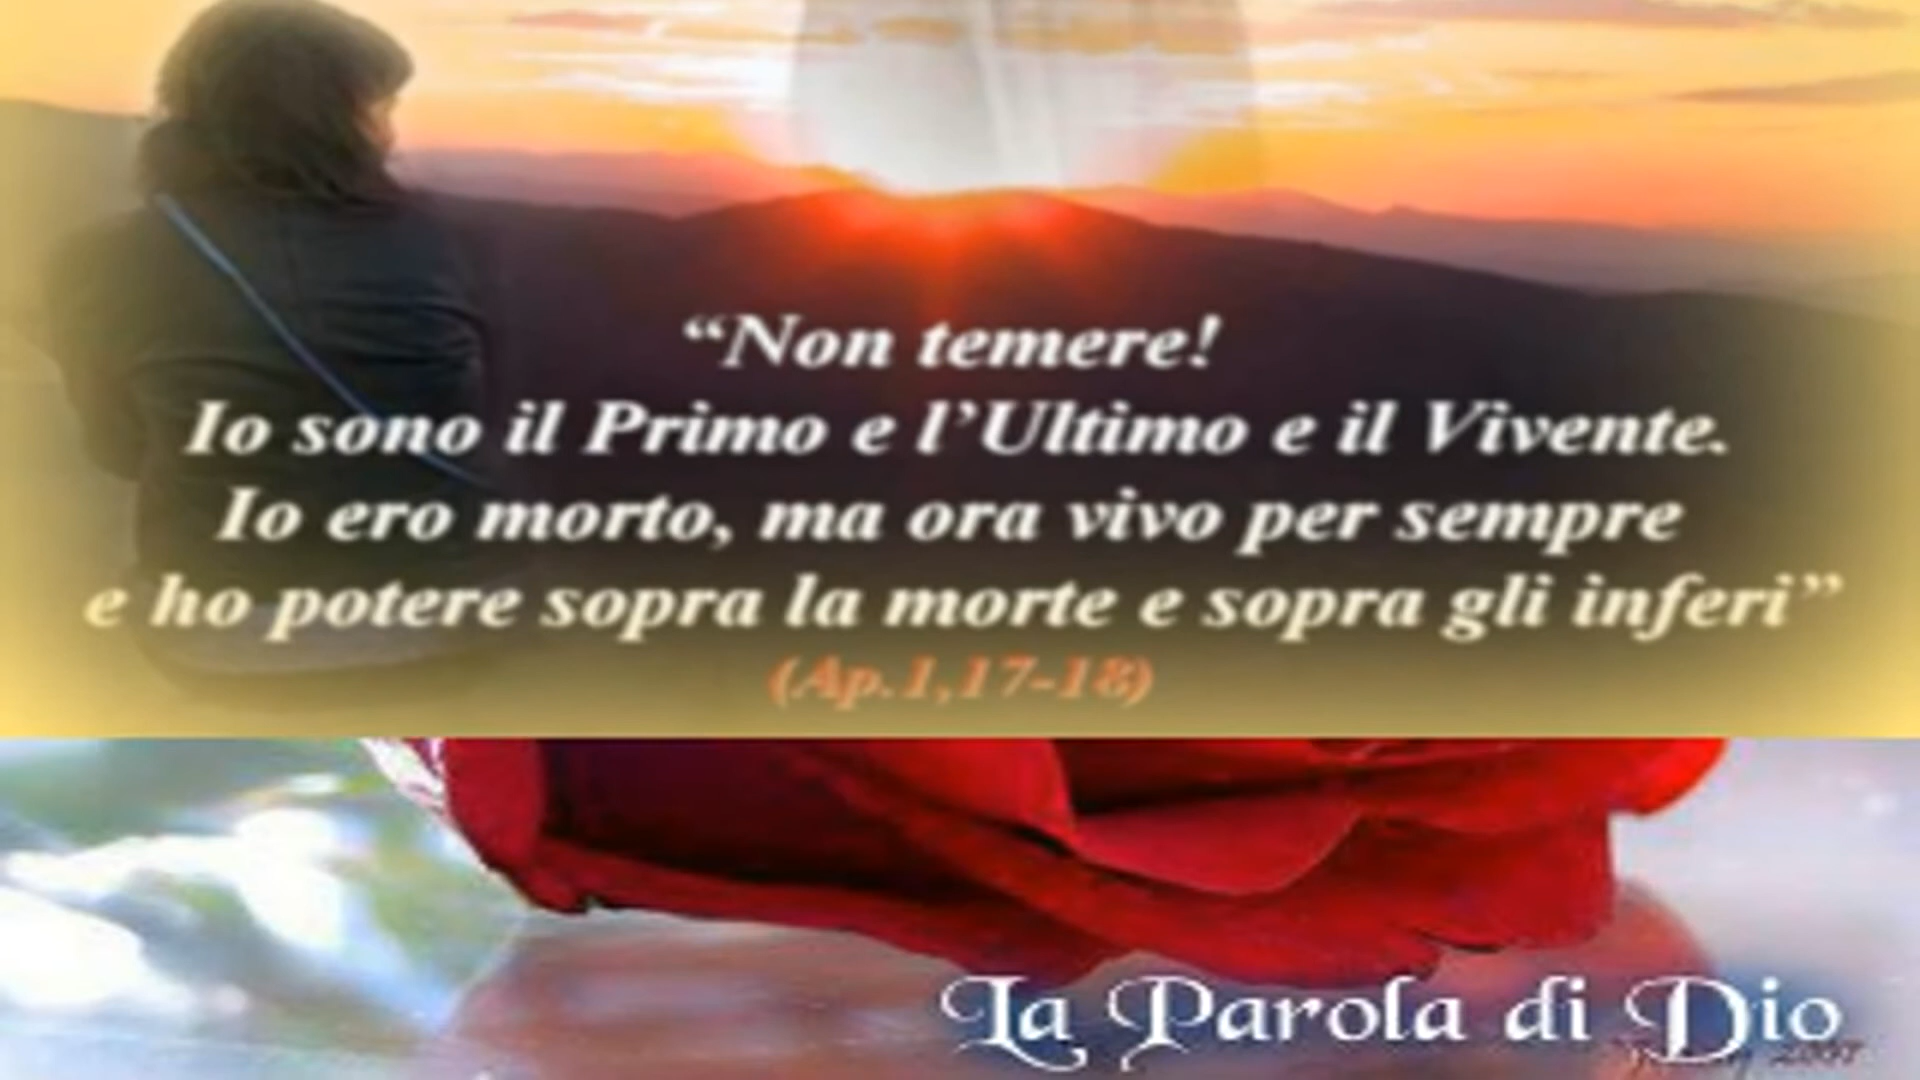 “Non temere!
Io sono il Primo e l’Ultimo e il Vivente.
Io ero morto, ma ora vivo per sempre
e ho potere sopra la morte e sopra gli inferi”
(Ap.1,17-18)
La Parola di Dio